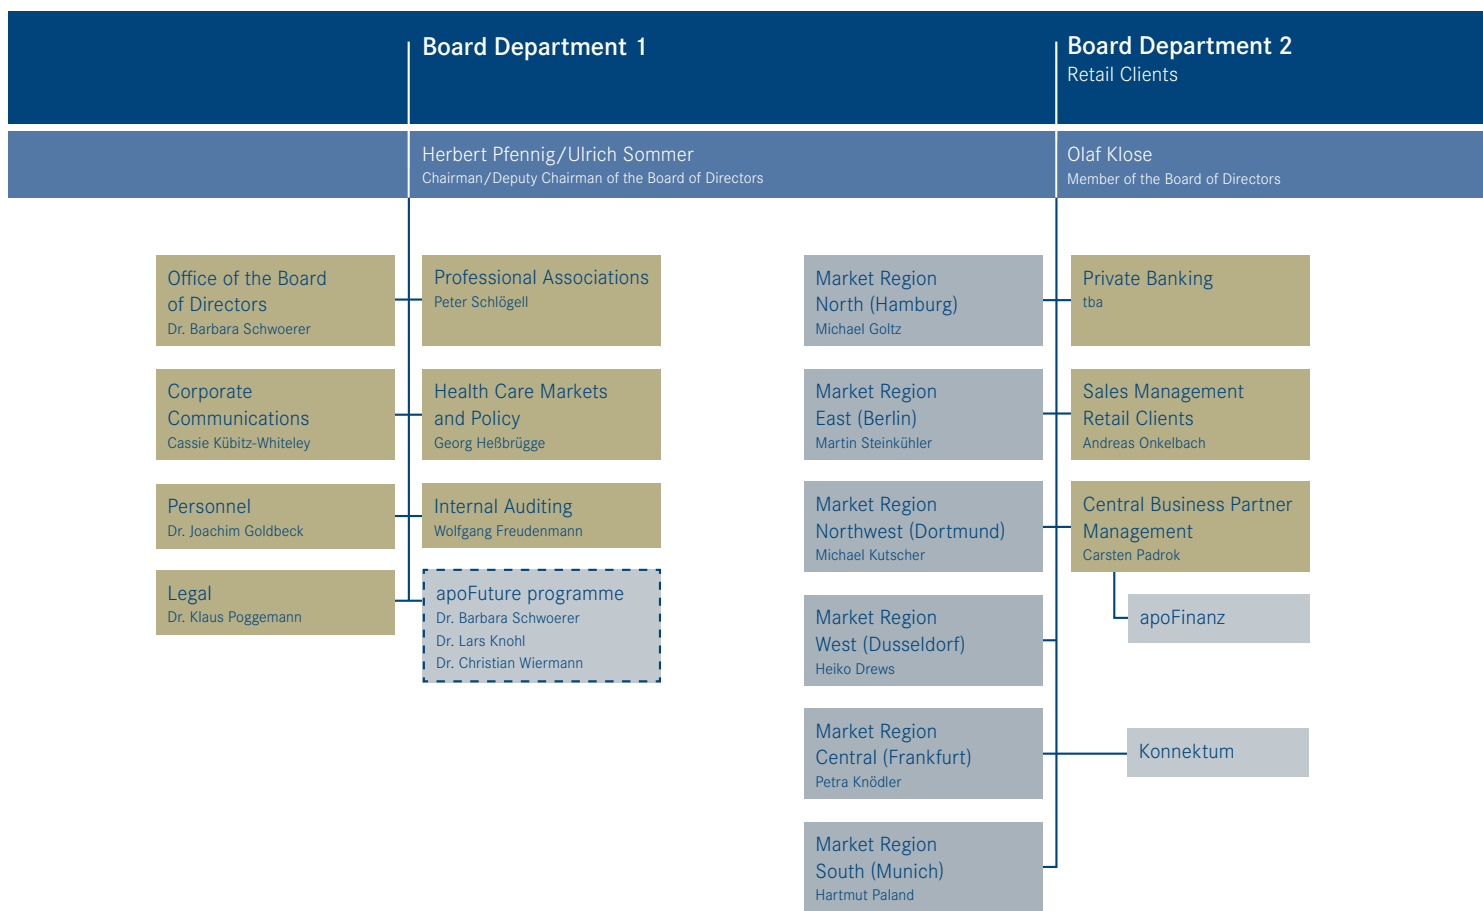 Board Department 1
Board Department 2
Retail Clients
Herbert Pfennig/Ulrich Sommer
Chairman/Deputy Chairman of the Board of Directors
Olaf Klose
Member of the Board of Directors
Office of the Board
of Directors
Dr. Barbara Schwoerer
Professional Associations
Peter Schlögell
Corporate
Communications
Cassie Kübitz-Whiteley
Health Care Markets
and Policy
Georg Heßbrügge
Personnel
Dr. Joachim Goldbeck
Internal Auditing
Wolfgang Freudenmann
Legal
Dr. Klaus Poggemann
apoFuture programme
Dr. Barbara Schwoerer
Dr. Lars Knohl
Dr. Christian Wiermann
Market Region
North (Hamburg)
Michael Goltz
Private Banking
tba
Market Region
East (Berlin)
Martin Steinkühler
Sales Management
Retail Clients
Andreas Onkelbach
Market Region
Northwest (Dortmund)
Michael Kutscher
Central Business Partner
Management
Carsten Padrok
Market Region
West (Dusseldorf)
Heiko Drews
apoFinanz
Market Region
Central (Frankfurt)
Petra Knödler
Konnektum
Market Region
South (Munich)
Hartmut Paland